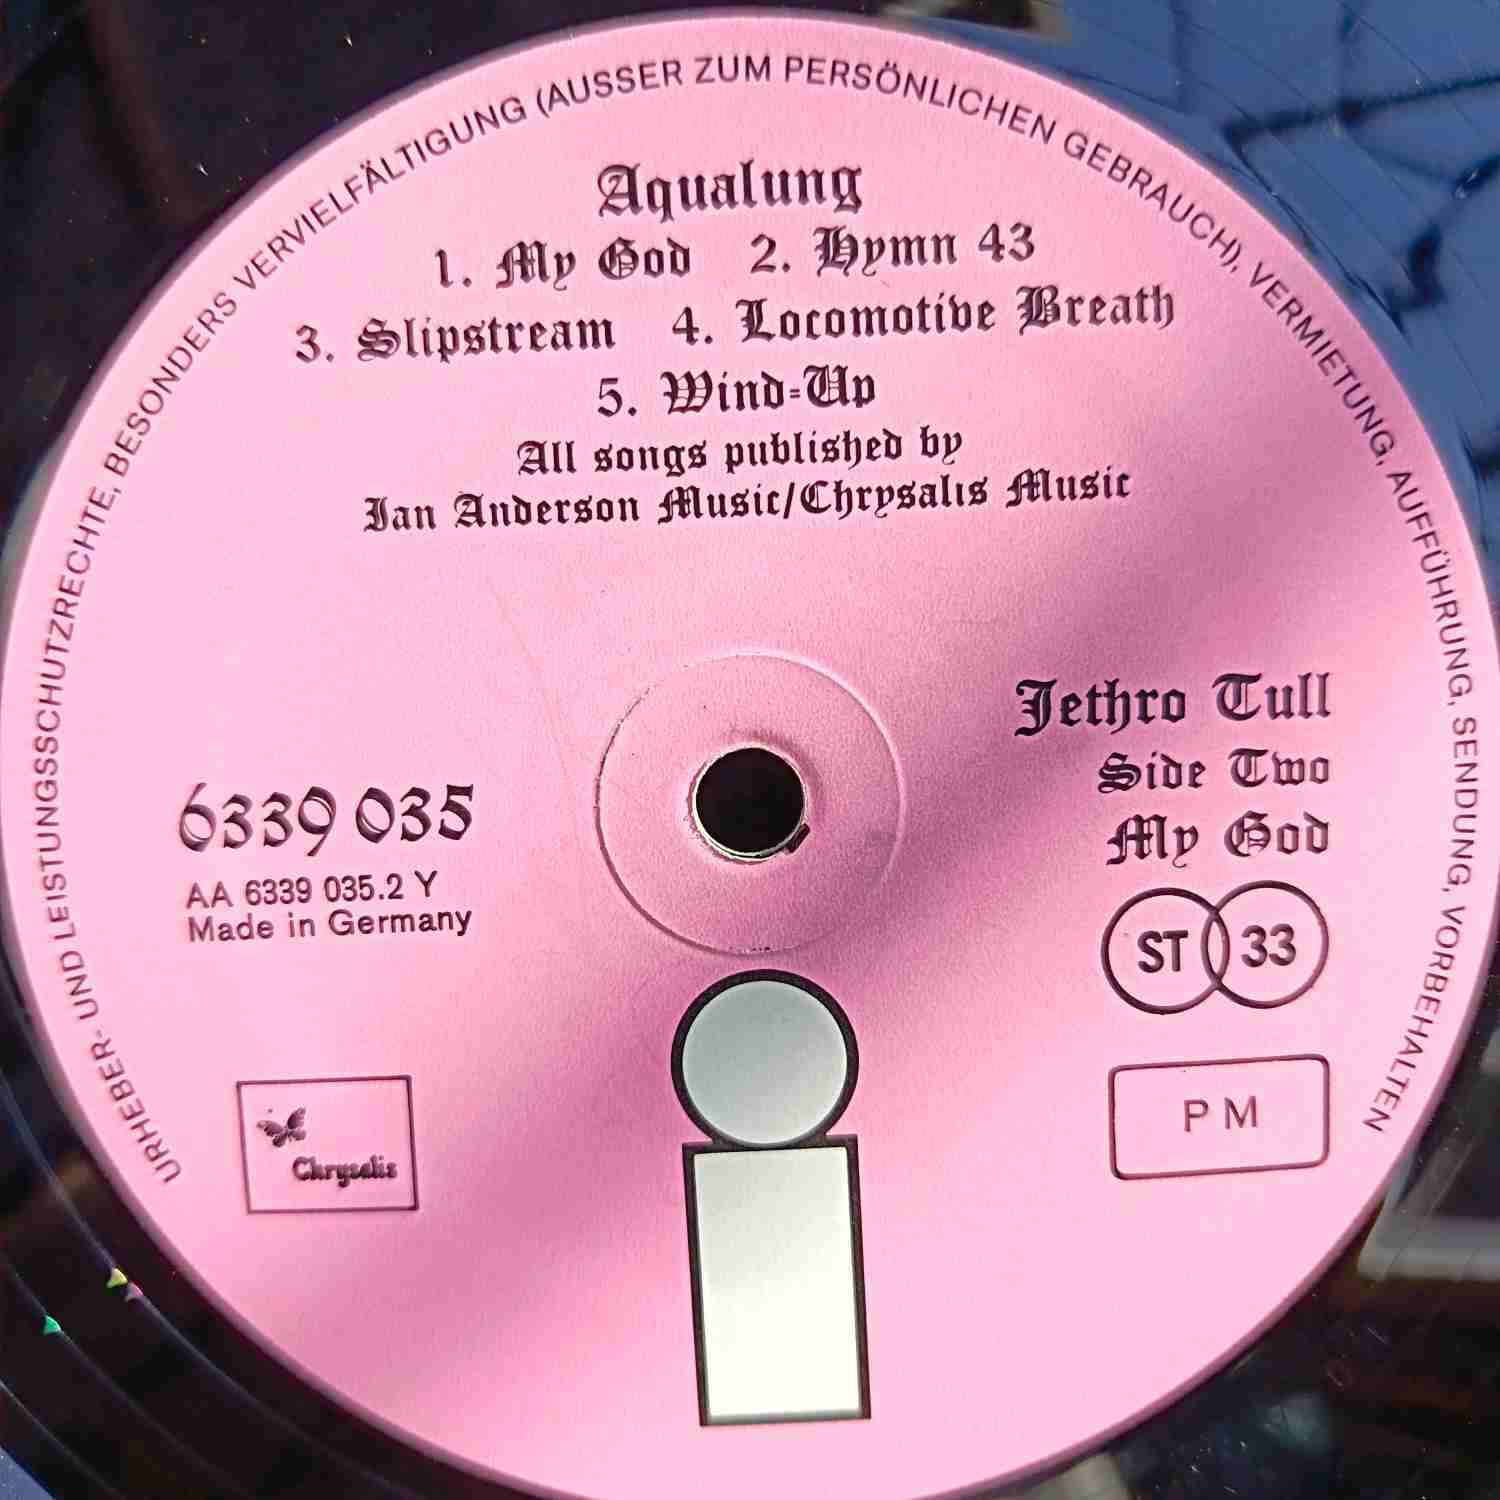 URHEBER- UND LEISTUNGSSCHUTZRECHTE, BESONDERS VERVIELFÄLTIGUNG (AUSSER ZUM PERSÖNLICHEN GEBRAUCH), VERMIETUNG, AUFFÜHRUNG, SENDUNG, VORBEHALTEN
Aqualung
1. My God 2. Hymn 43
3. Slipstream 4. Locomotive Breath
5. Wind-Up
All songs published by
Ian Anderson Music/Chrysalis Music
Jethro Tull
Side Two
My God
6339 035
AA 6339 035.2 Y
Made in Germany
ST 33
P M
Chrysalis
i